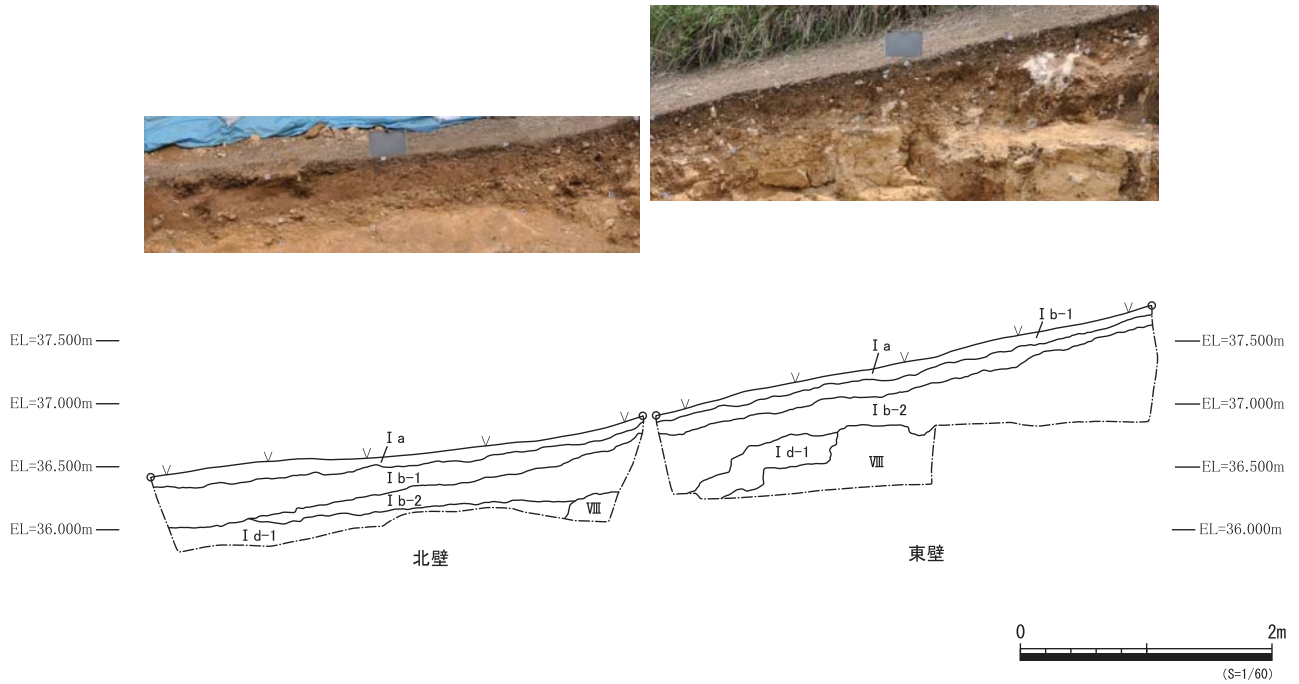 EL=37.500m
EL=37.000m
EL=36.500m
EL=36.000m
Ⅰa
Ⅰb-1
Ⅰb-2
Ⅰd-1
Ⅷ
北壁
Ⅰb-1
Ⅰa
Ⅰb-2
Ⅰd-1
Ⅷ
東壁
EL=37.500m
EL=37.000m
EL=36.500m
EL=36.000m
0 2m
(S=1/60)